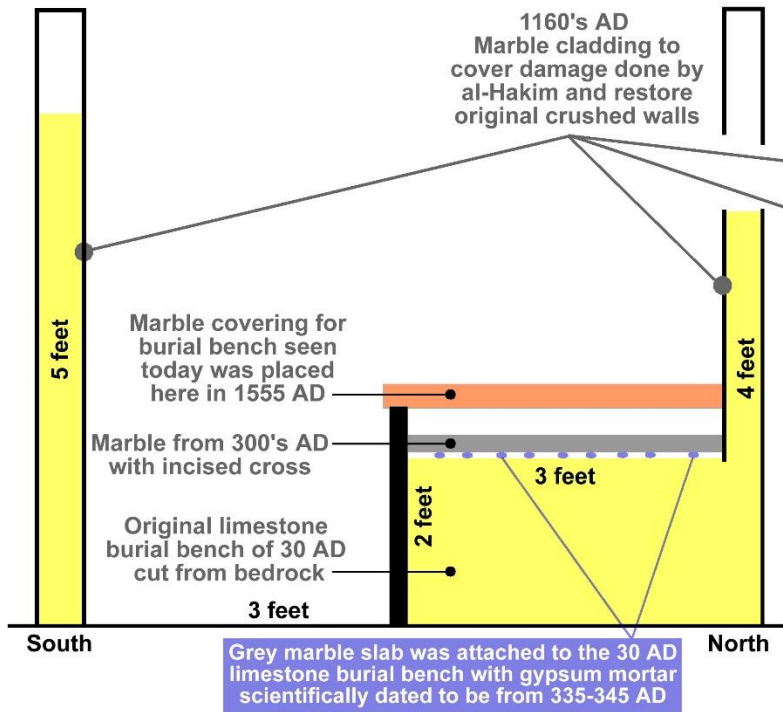 1160's AD
Marble cladding to
cover damage done by
al-Hakim and restore
original crushed walls
5 feet
4 feet
Marble covering for
burial bench seen
today was placed
here in 1555 AD
Marble from 300's AD
with incised cross
3 feet
2 feet
Original limestone
burial bench of 30 AD
cut from bedrock
3 feet
South
North
Grey marble slab was attached to the 30 AD
limestone burial bench with gypsum mortar
scientifically dated to be from 335-345 AD